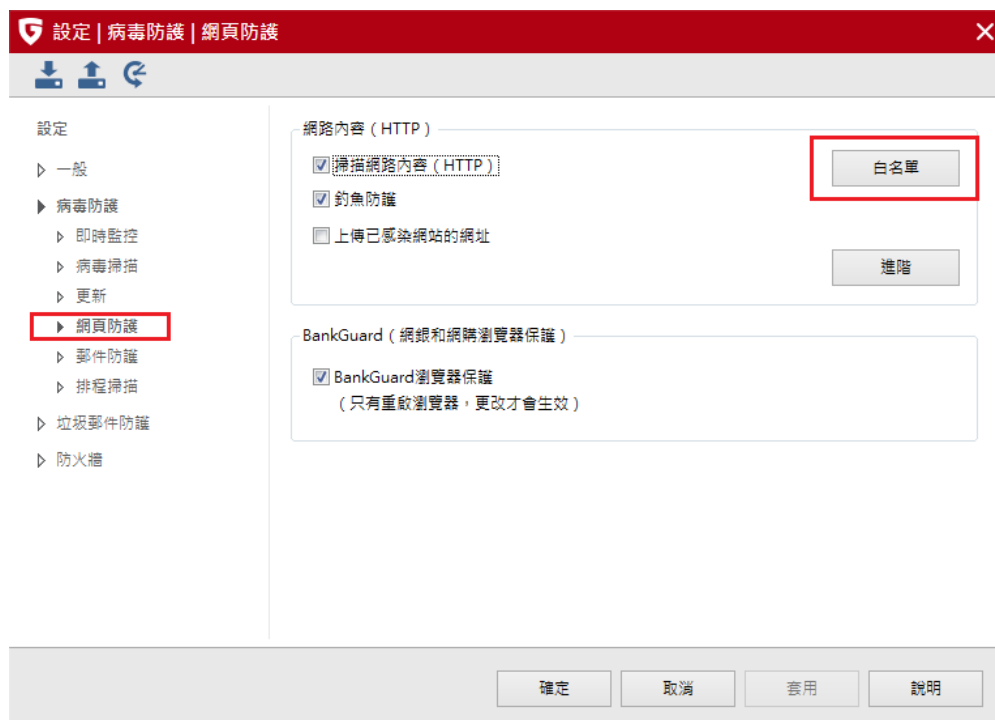 設定 | 病毒防護 | 網頁防護
設定
一般
病毒防護
即時監控
病毒掃描
更新
網頁防護
郵件防護
排程掃描
垃圾郵件防護
防火牆
網路內容（HTTP）
掃描網路內容（HTTP）
白名單
釣魚防護
上傳已感染網站的網址
進階
BankGuard（網銀和網購瀏覽器保護）
BankGuard瀏覽器保護
（只有重啟瀏覽器，更改才會生效）
確定
取消
套用
說明